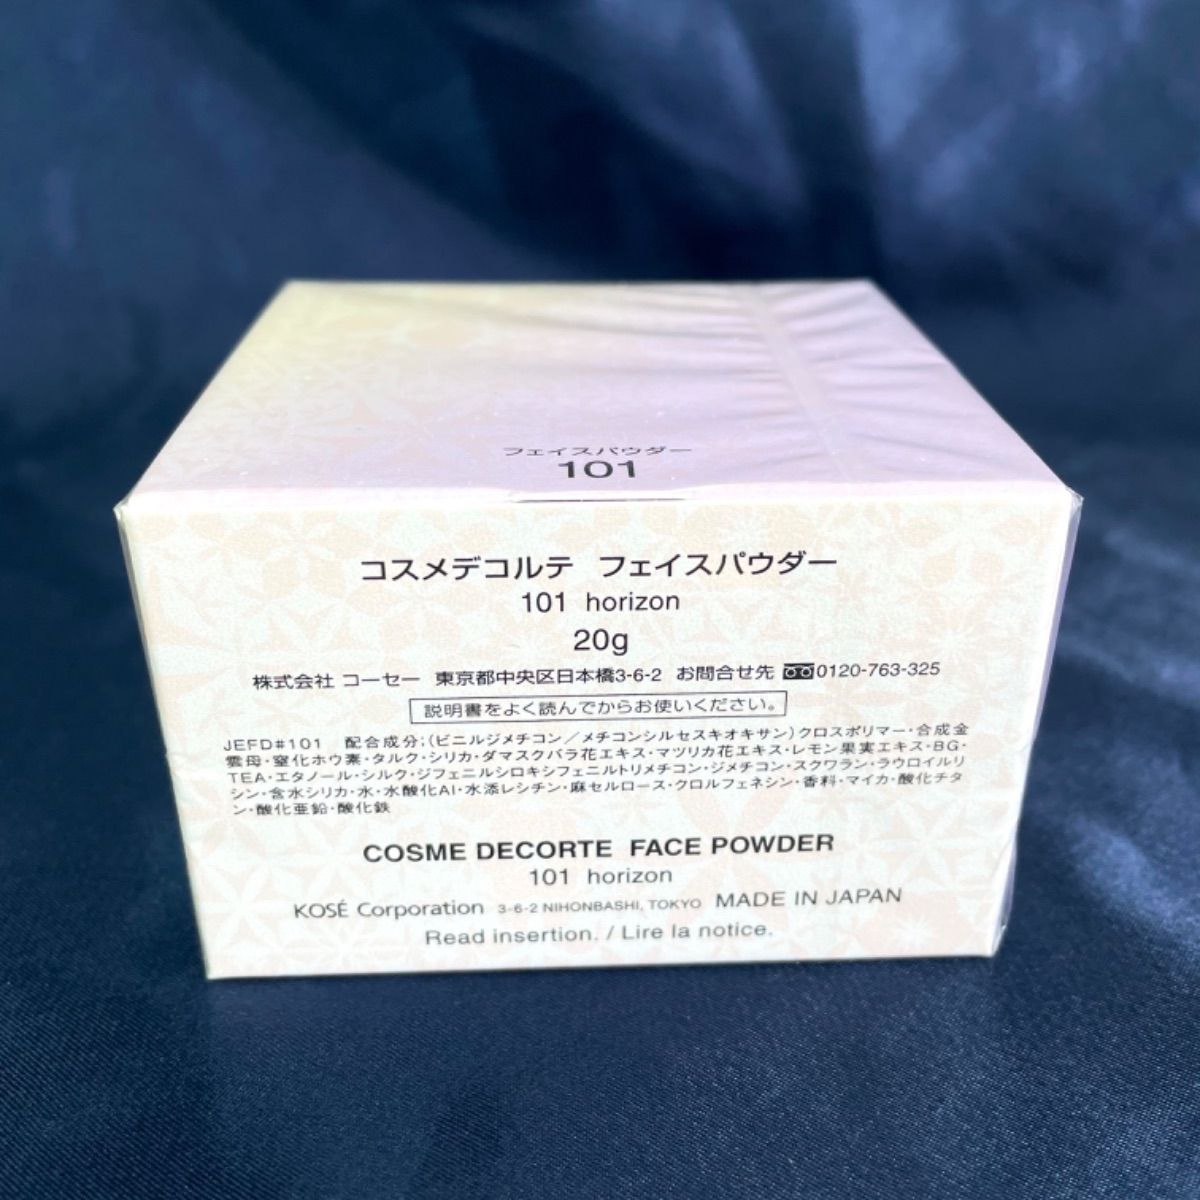 フェイスパウダー
101
コスメデコルテ フェイスパウダー
101 horizon
20g
株式会社 コーセー 東京都中央区日本橋3-6-2 お問合せ先 0120-763-325
説明書をよく読んでからお使いください。
JEFD#101 配合成分;(ビニルジメチコン/メチコンシルセスキオキサン)クロスポリマー・合成金
雲母・窒化ホウ素・タルク・シリカ・ダマスクバラ花エキス・マツリカ花エキス・レモン果実エキス・BG・
TEA・エタノール・シルク・ジフェニルシロキシフェニルトリメチコン・ジメチコン・スクワラン・ラウロイルリ
シン・含水シリカ・水・水酸化Al・水添レシチン・麻セルロース・クロルフェネシン・香料・マイカ・酸化チタ
ン・酸化亜鉛・酸化鉄
COSME DECORTE FACE POWDER
101 horizon
KOSÉ Corporation 3-6-2 NIHONBASHI, TOKYO MADE IN JAPAN
Read insertion. / Lire la notice.